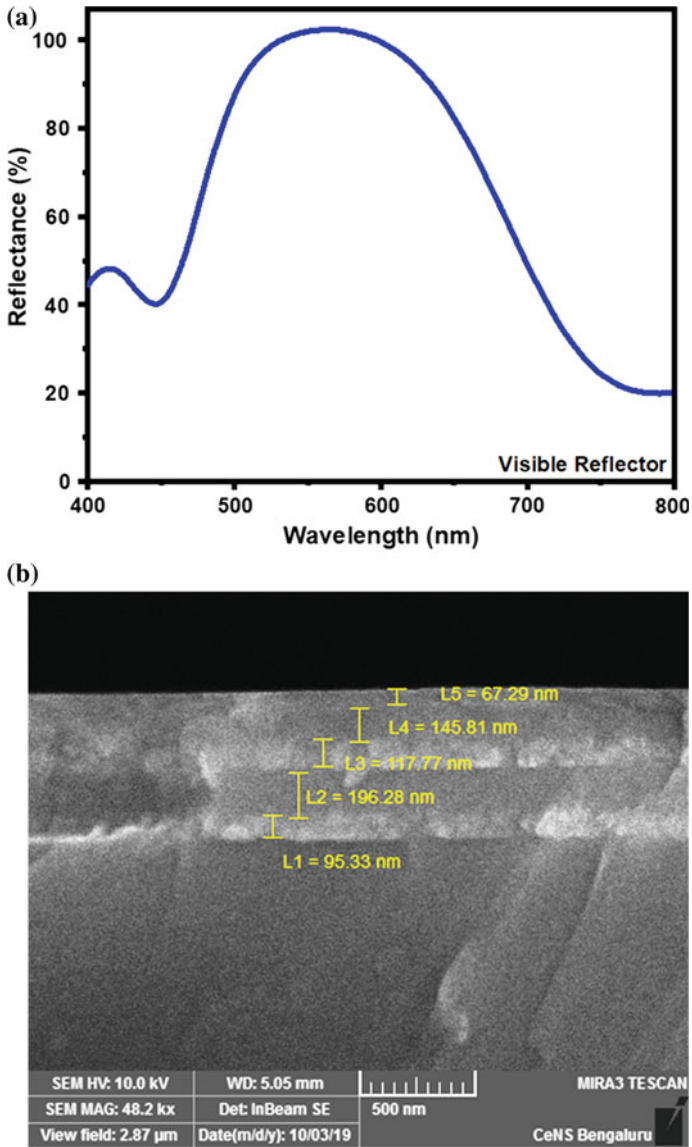 (a)
100
80
60
40
20
0
Reflectance (%)
Visible Reflector
400 500 600 700 800
Wavelength (nm)
(b)
L5 = 67.29 nm
L4 = 145.81 nm
L3 = 117.77 nm
L2 = 196.28 nm
L1 = 95.33 nm
SEM HV: 10.0 kV WD: 5.05 mm MIRA3 TESCAN
SEM MAG: 48.2 kx Det: InBeam SE 500 nm
View field: 2.87 µm Date(m/d/y): 10/03/19 CeNS Bengaluru